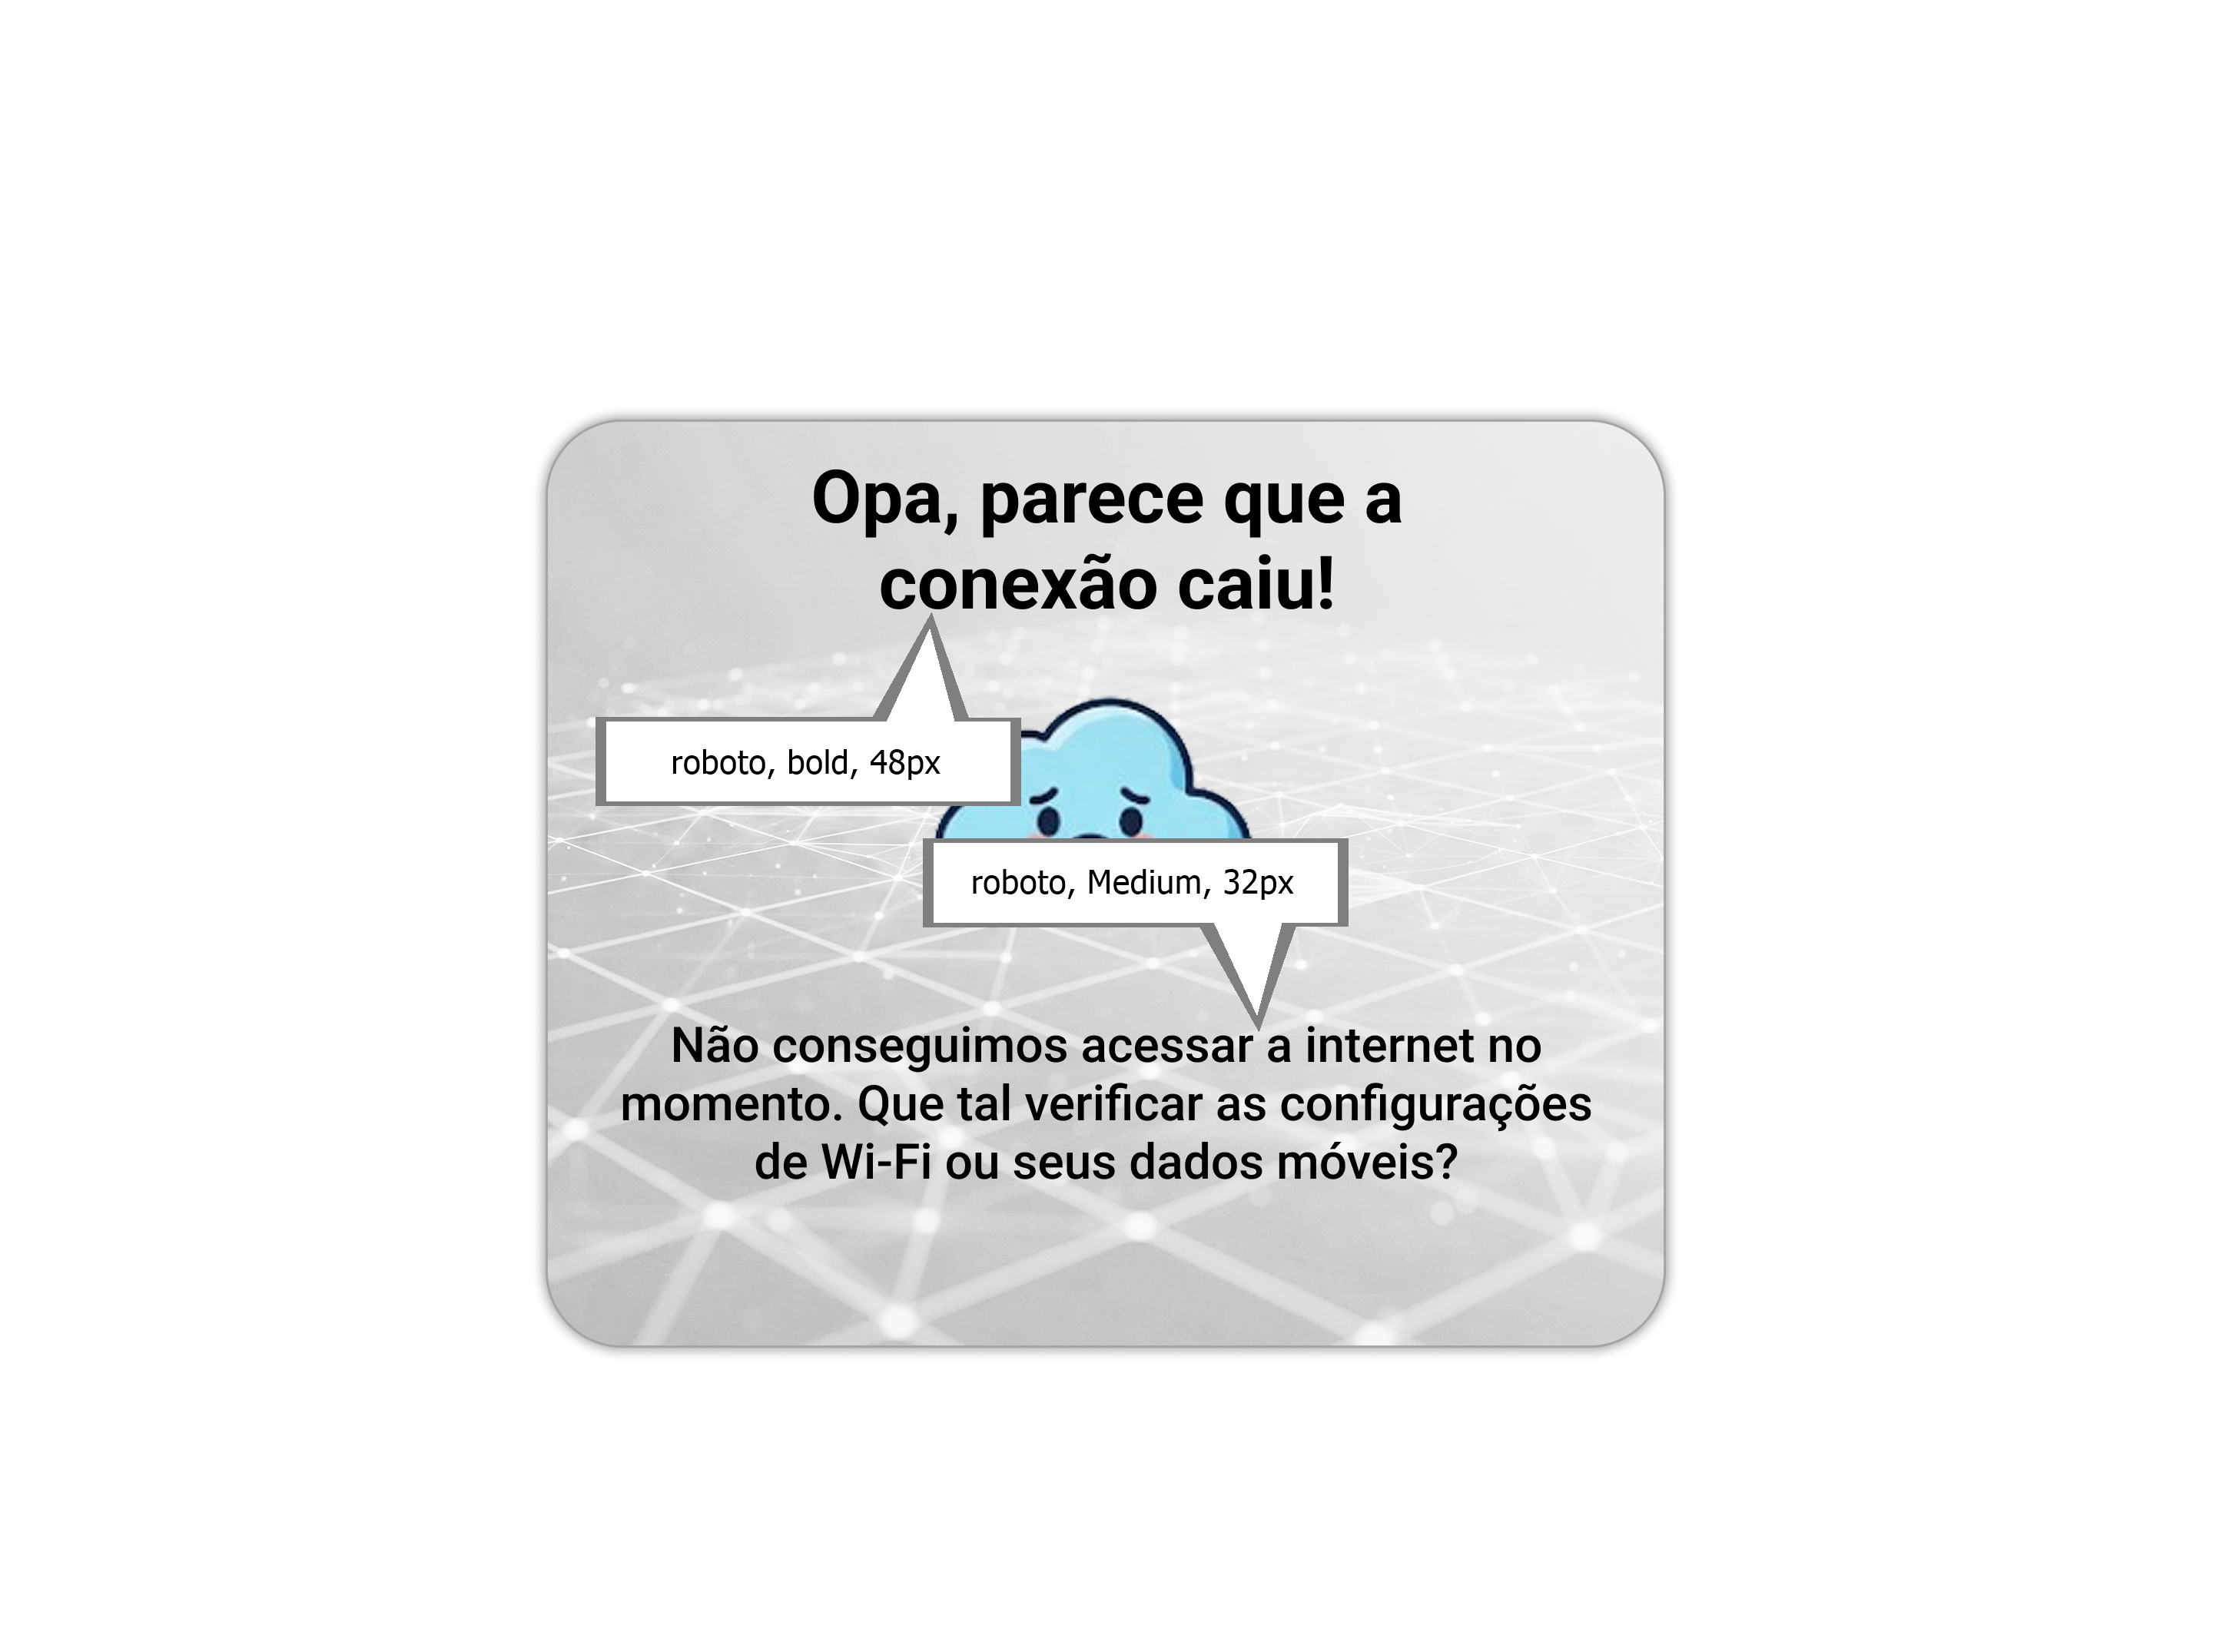 Opa, parece que a
conexão caiu!
roboto, bold, 48px
roboto, Medium, 32px
Não conseguimos acessar a internet no
momento. Que tal verificar as configurações
de Wi-Fi ou seus dados móveis?